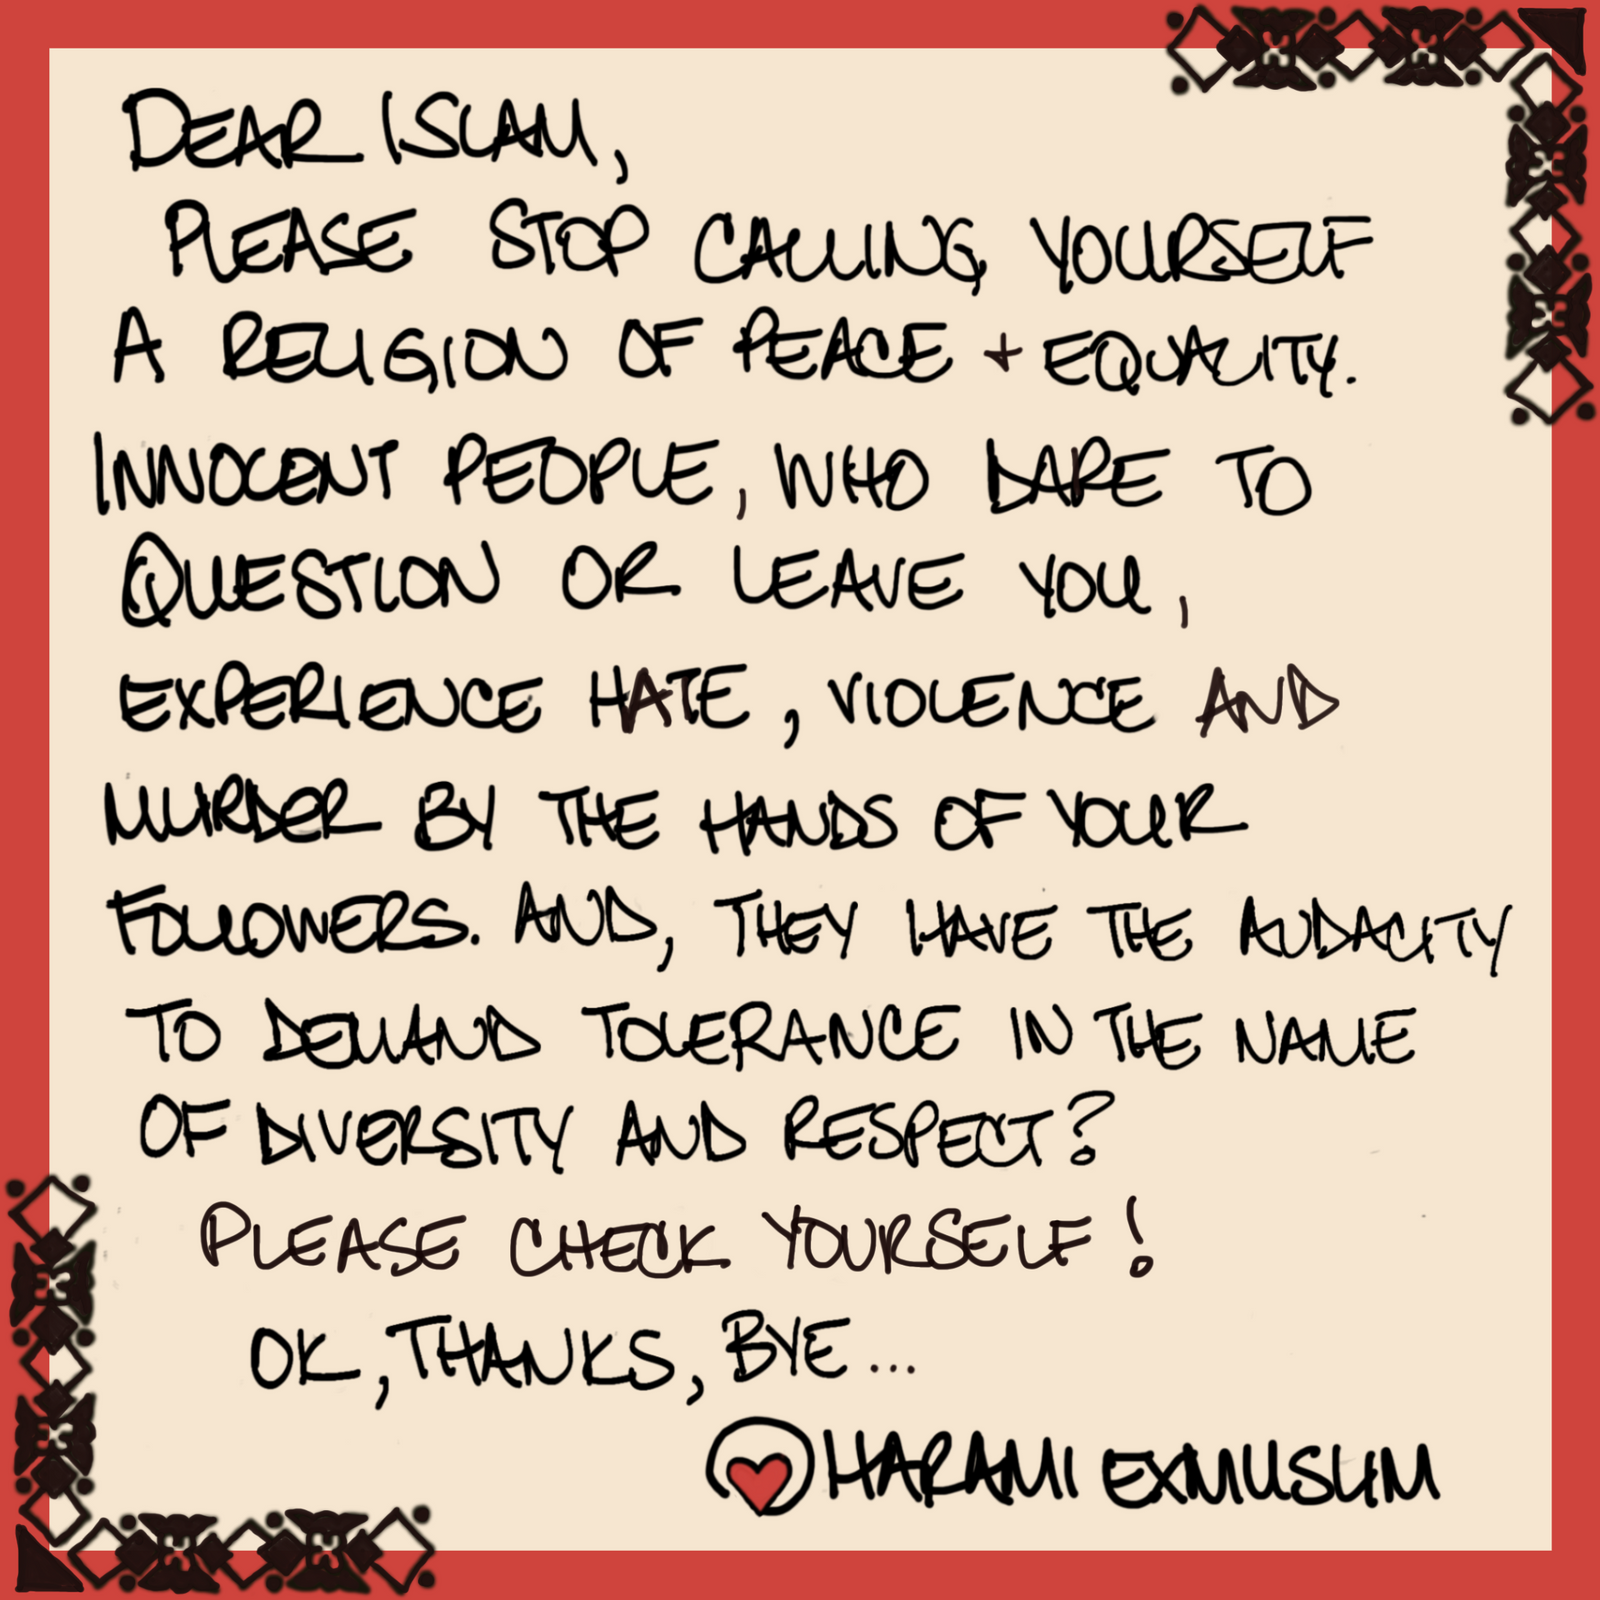 DEAR ISLAM,
PLEASE STOP CALLING YOURSELF
A RELIGION OF PEACE + EQUALITY.
INNOCENT PEOPLE, WHO DARE TO
QUESTION OR LEAVE YOU,
EXPERIENCE HATE, VIOLENCE AND
MURDER BY THE HANDS OF YOUR
FOLLOWERS. AND, THEY HAVE THE AUDACITY
TO DEMAND TOLERANCE IN THE NAME
OF DIVERSITY AND RESPECT?
PLEASE CHECK YOURSELF!
OK, THANKS, BYE...
HARAMI EXMUSLIM